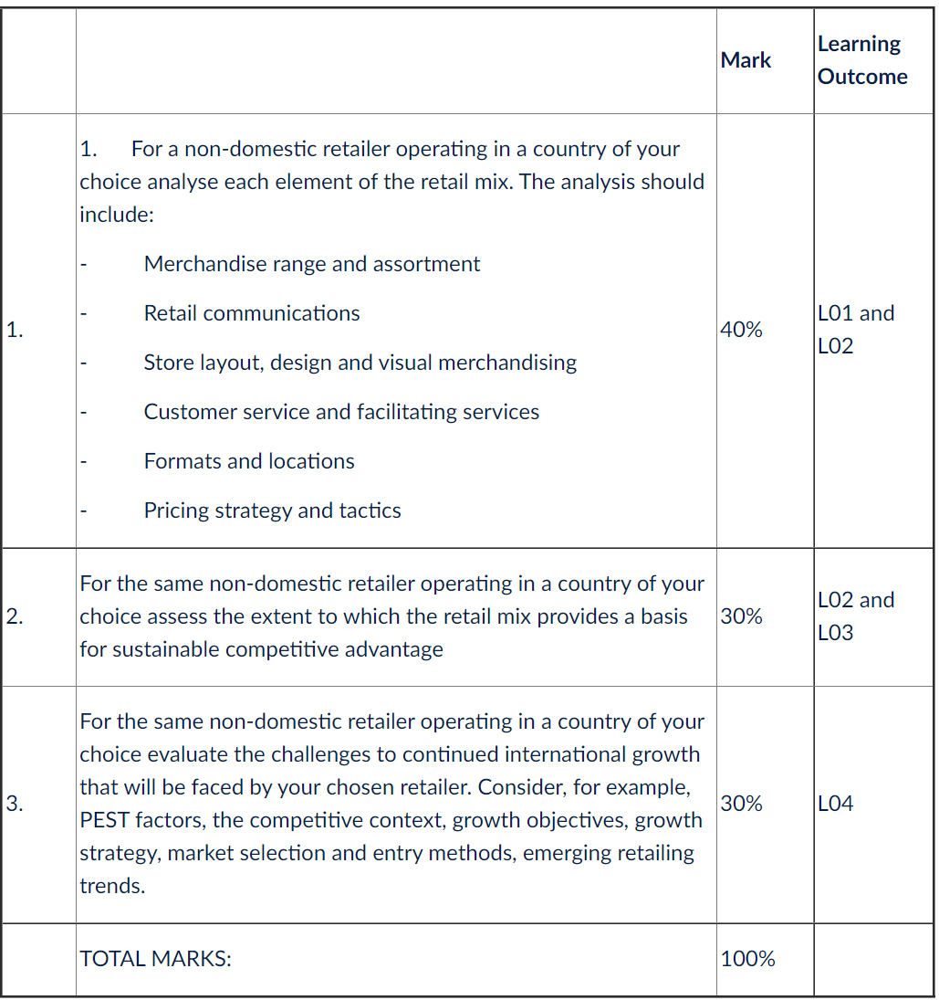 Mark
Learning
Outcome
1. For a non-domestic retailer operating in a country of your
choice analyse each element of the retail mix. The analysis should
include:
- Merchandise range and assortment
- Retail communications
- Store layout, design and visual merchandising
- Customer service and facilitating services
- Formats and locations
- Pricing strategy and tactics
1.
40%
L01 and
L02
2.
For the same non-domestic retailer operating in a country of your
choice assess the extent to which the retail mix provides a basis
for sustainable competitive advantage
30%
L02 and
L03
3.
For the same non-domestic retailer operating in a country of your
choice evaluate the challenges to continued international growth
that will be faced by your chosen retailer. Consider, for example,
PEST factors, the competitive context, growth objectives, growth
strategy, market selection and entry methods, emerging retailing
trends.
30%
L04
TOTAL MARKS:
100%